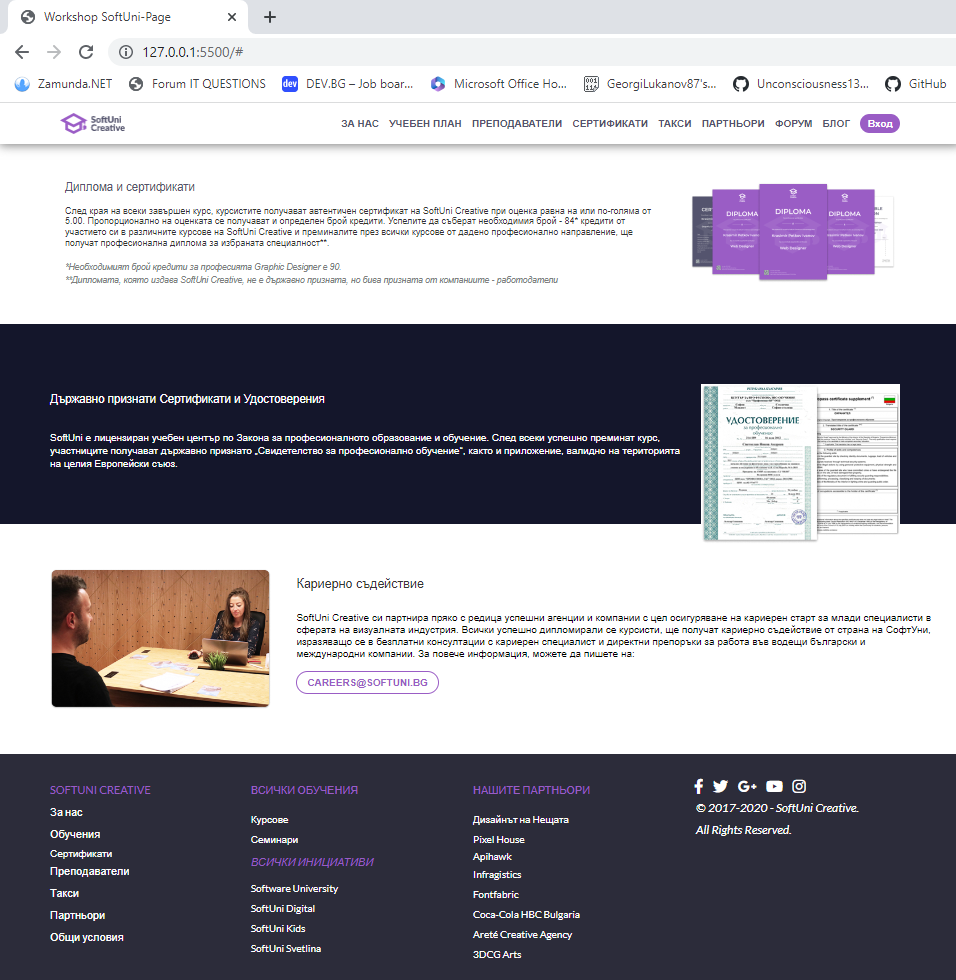 Workshop SoftUni-Page
127.0.0.1:5500/#
Zamunda.NET Forum IT QUESTIONS DEV.BG – Job boar... Microsoft Office Ho... GeorgiLukanov87's... Unconsciousness13... GitHub
SoftUni
Creative
ЗА НАС УЧЕБЕН ПЛАН ПРЕПОДАВАТЕЛИ СЕРТИФИКАТИ ТАКСИ ПАРТНЬОРИ ФОРУМ БЛОГ Вход
Диплома и сертификати
След края на всеки завършен курс, курсистите получават автентичен сертификат на SoftUni Creative при оценка равна на или по-голяма от
5.00. Пропорционално на оценката се получават и определен брой кредити. Успелите да съберат необходимия брой - 84* кредити от
участието си в различните курсове на SoftUni Creative и преминалите през всички курсове от дадено професионално направление, ще
получат професионална диплома за избраната специалност**.
*Необходимият брой кредити за професията Graphic Designer е 90.
**Дипломата, която издава SoftUni Creative, не е държавно призната, но бива призната от компаниите - работодатели
DIPLOMA
DIPLOMA
DIPLOMA
Web Designer
Web Designer
Web Designer
Държавно признати Сертификати и Удостоверения
SoftUni е лицензиран учебен център по Закона за професионалното образование и обучение. След всеки успешно преминат курс,
участниците получават държавно признато „Свидетелство за професионално обучение", както и приложение, валидно на територията
на целия Европейски съюз.
УДОСТОВЕРЕНИЕ
за професионално
обучение
Кариерно съдействие
SoftUni Creative си партнира пряко с редица успешни агенции и компании с цел осигуряване на кариерен старт за млади специалисти в
сферата на визуалната индустрия. Всички успешно дипломирали се курсисти, ще получат кариерно съдействие от страна на СофтУни,
изразяващо се в безплатни консултации с кариерен специалист и директни препоръки за работа във водещи български и
международни компании. За повече информация, можете да пишете на:
CAREERS@SOFTUNI.BG
SOFTUNI CREATIVE
За нас
Обучения
Сертификати
Преподаватели
Такси
Партньори
Общи условия
ВСИЧКИ ОБУЧЕНИЯ
Курсове
Семинари
ВСИЧКИ ИНИЦИАТИВИ
Software University
SoftUni Digital
SoftUni Kids
SoftUni Svetlina
НАШИТЕ ПАРТНЬОРИ
Дизайнът на Нещата
Pixel House
Apihawk
Infragistics
Fontfabric
Coca-Cola HBC Bulgaria
Areté Creative Agency
3DCG Arts
© 2017-2020 - SoftUni Creative.
All Rights Reserved.